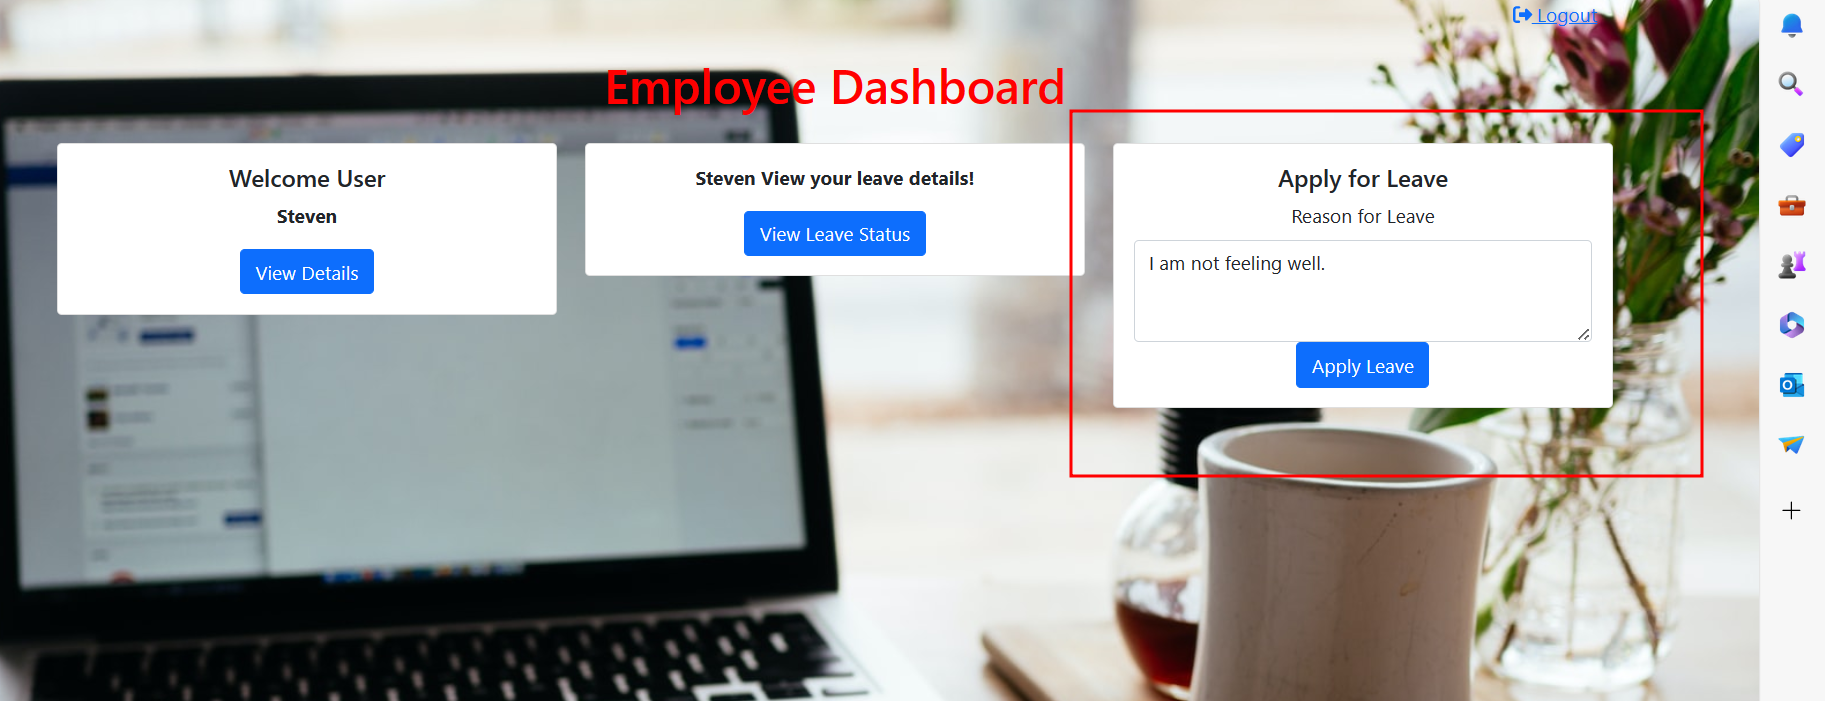 Logout
Employee Dashboard
Welcome User
Steven
View Details
Steven View your leave details!
View Leave Status
Apply for Leave
Reason for Leave
I am not feeling well.
Apply Leave